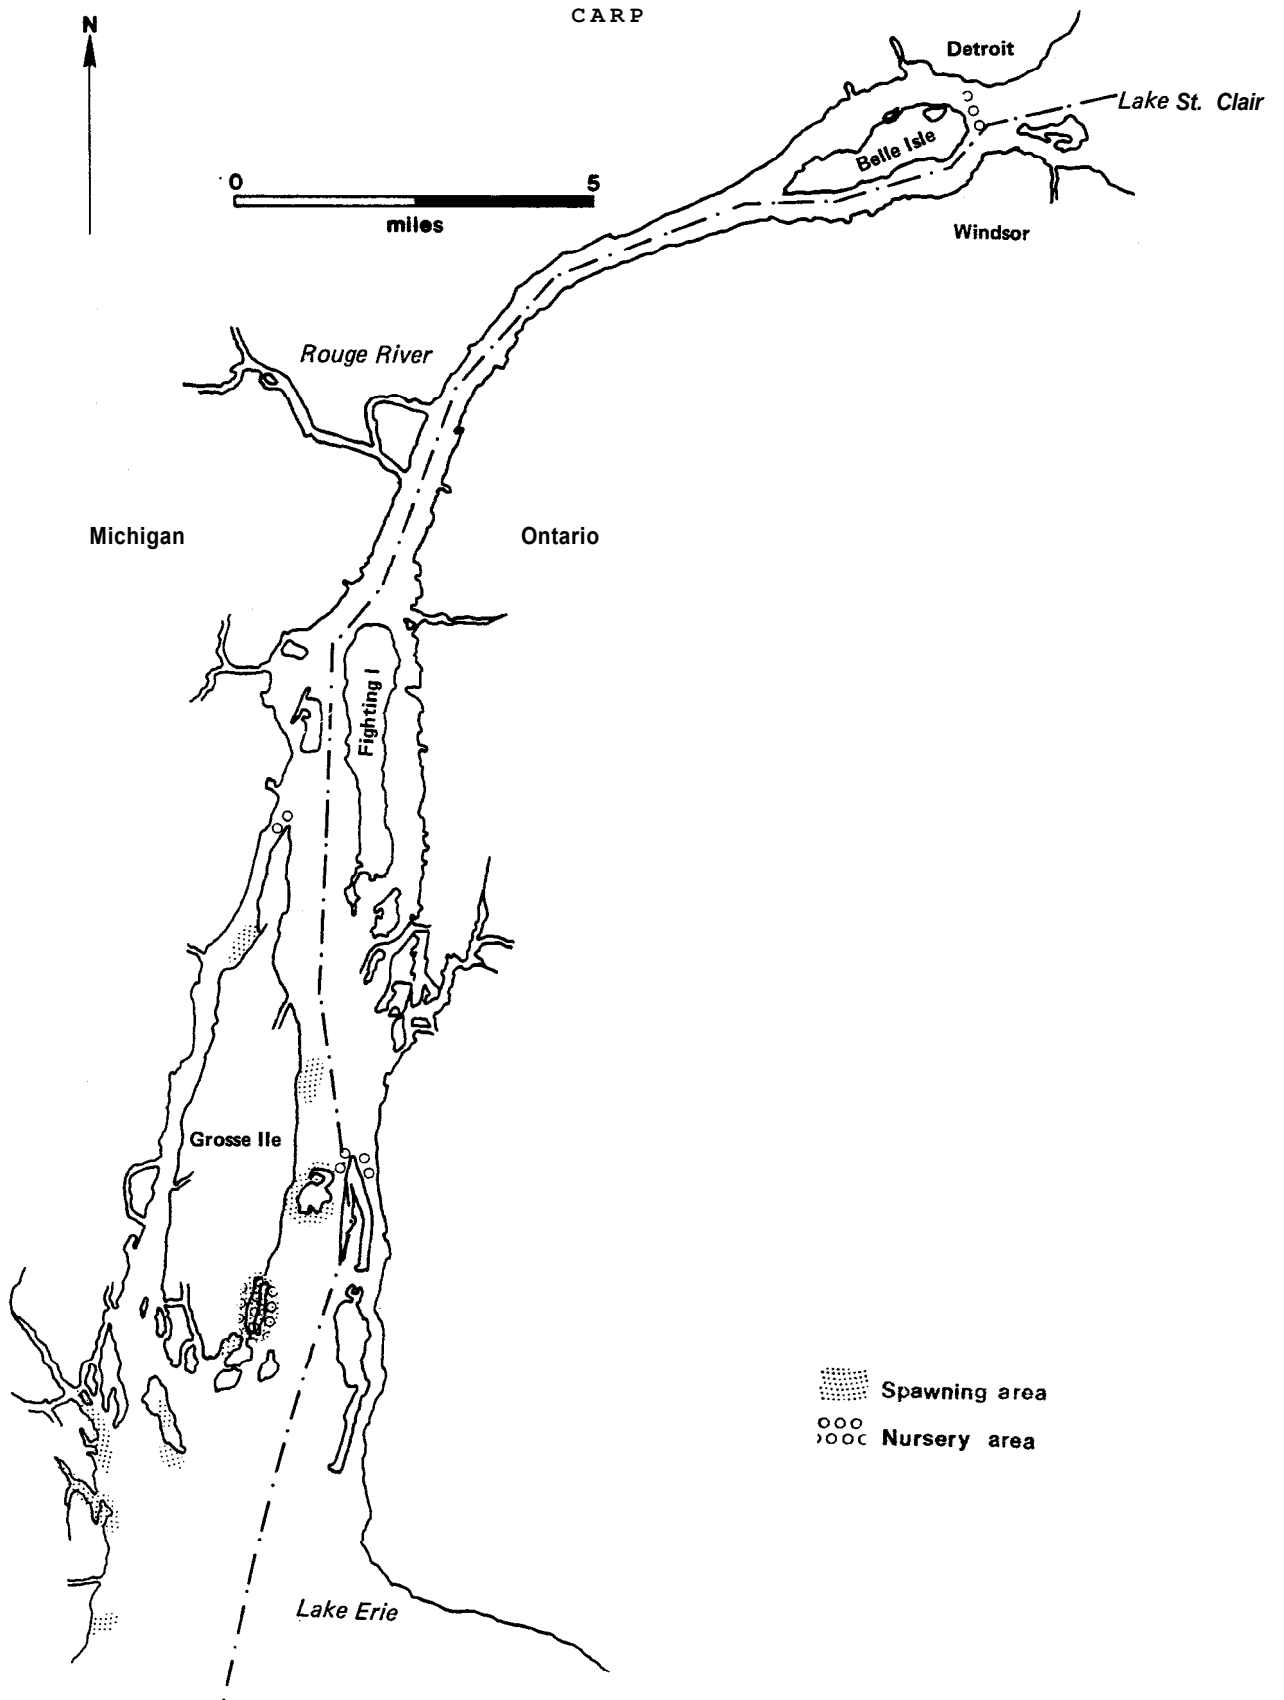 CARP
N
Detroit
Lake St. Clair
Belle Isle
0 5
miles
Windsor
Rouge River
Michigan
Ontario
Fighting I
Grosse Ile
Spawning area
Nursery area
Lake Erie